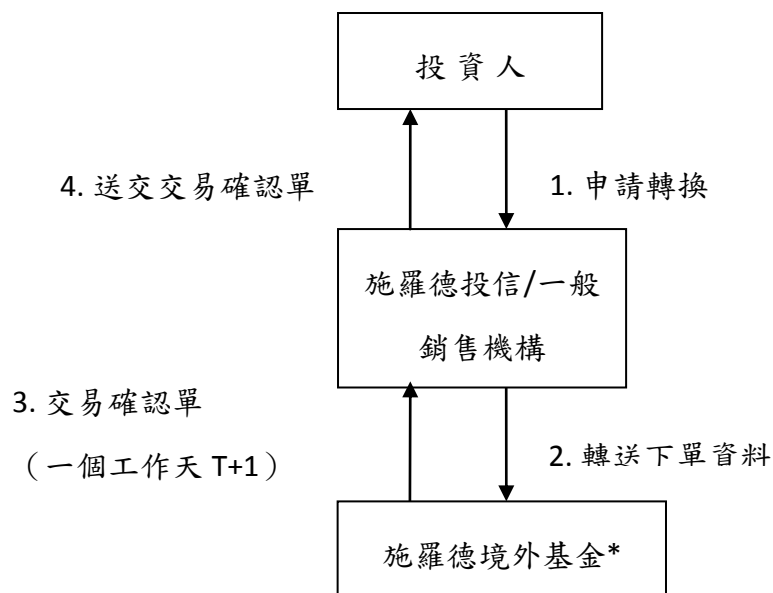 投 資 人
4. 送交交易確認單
1. 申請轉換
施羅德投信/一般
銷售機構
3. 交易確認單
（一個工作天 T+1）
2. 轉送下單資料
施羅德境外基金*